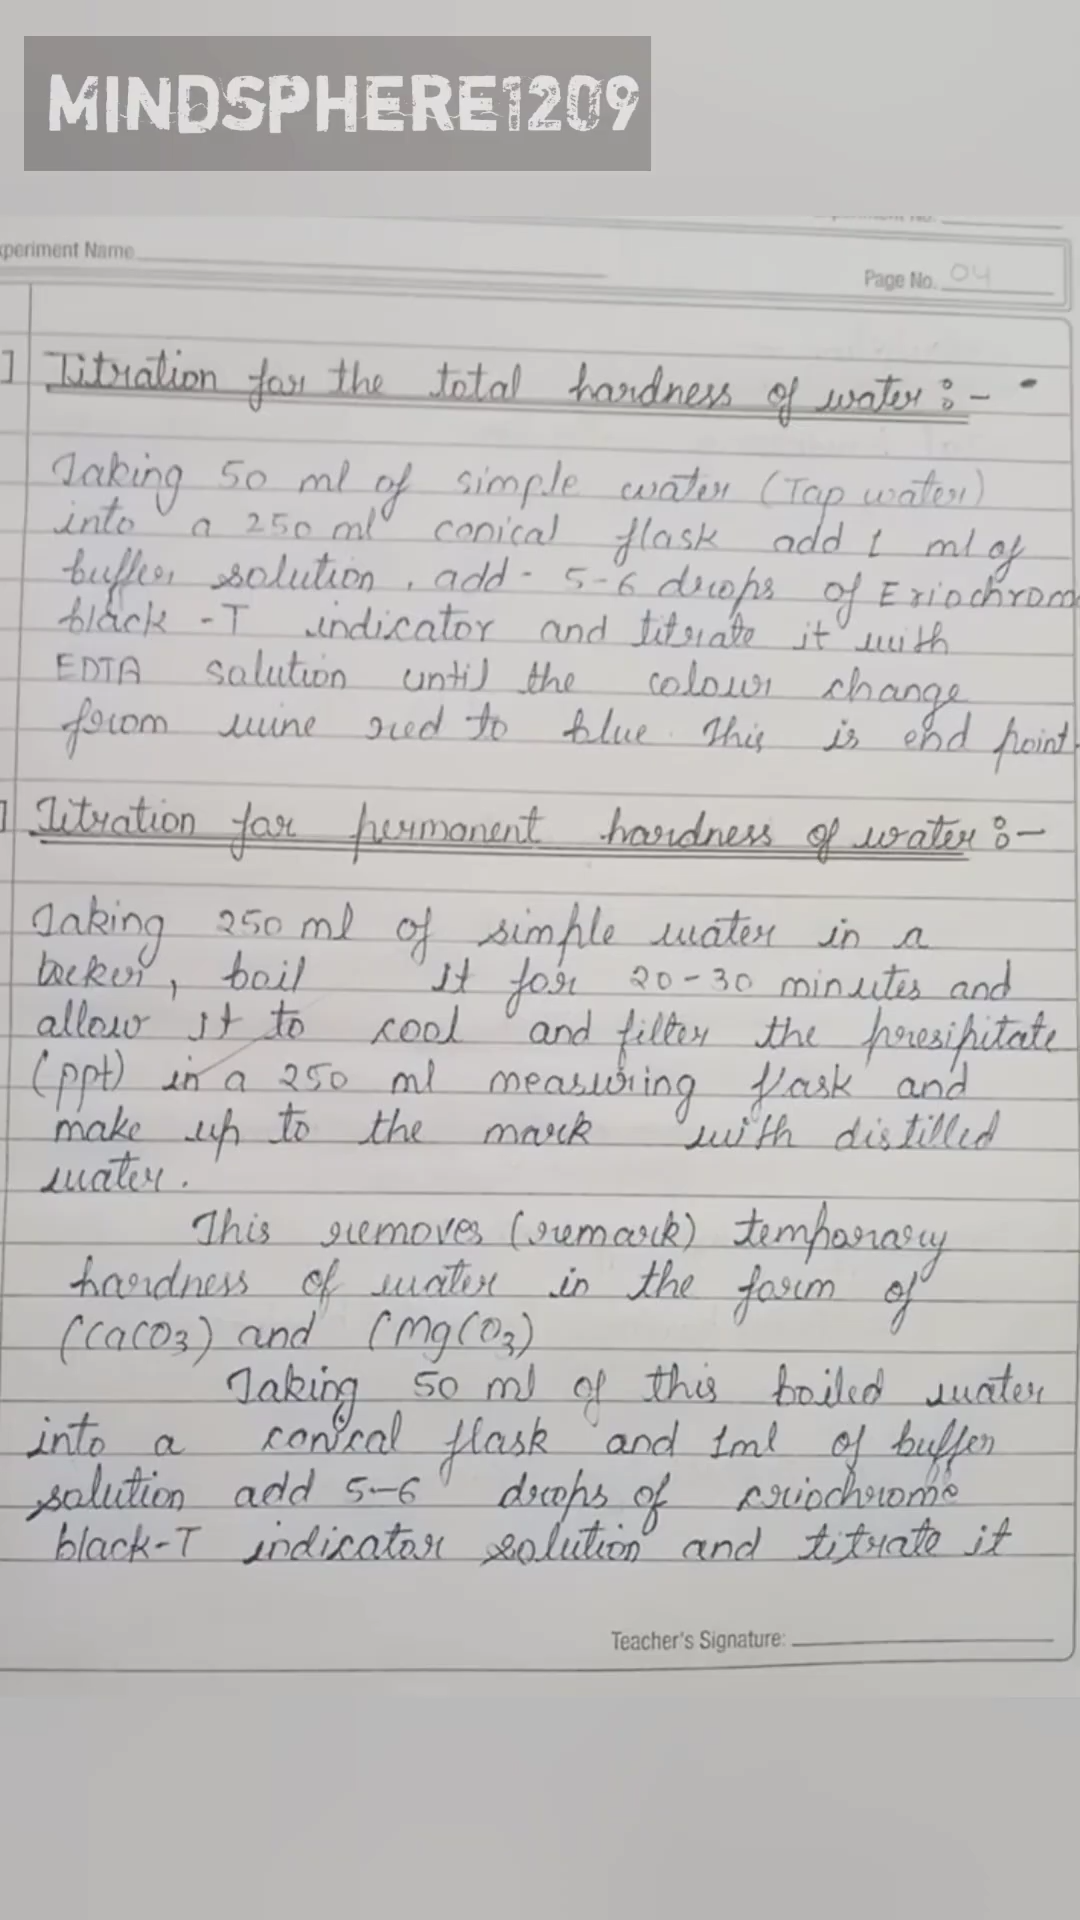 MINDSPHERE1209
Experiment Name
Page No. 04
] Titration for the total hardness of water :-
Taking 50 ml of simple water (Tap water)
into a 250 ml conical flask add 1 ml of
buffer solution, add - 5-6 drops of Eriochrom
black -T indicator and titrate it with
EDTA solution until the colour change
from wine red to blue. This is end point.
] Titration for permonent hardness of water :-
Taking 250 ml of simple water in a
becker, boil it for 20-30 minutes and
allow it to cool and filter the presipitate
(ppt) in a 250 ml measuring flask and
make up to the mark with distilled
water.
This removes (remark) temporary
hardness of water in the form of
(CaCO3) and (MgCO3)
Taking 50 ml of this boiled water
into a conical flask and 1ml of buffer
solution add 5-6 drops of eriochrome
black-T indicator solution and titrate it
Teacher's Signature: